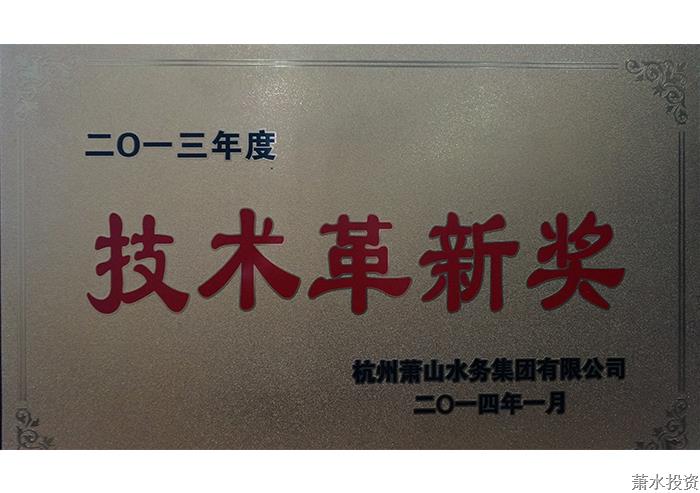 二〇一三年度
技术革新奖
杭州萧山水务集团有限公司
二〇一四年一月
萧水投资